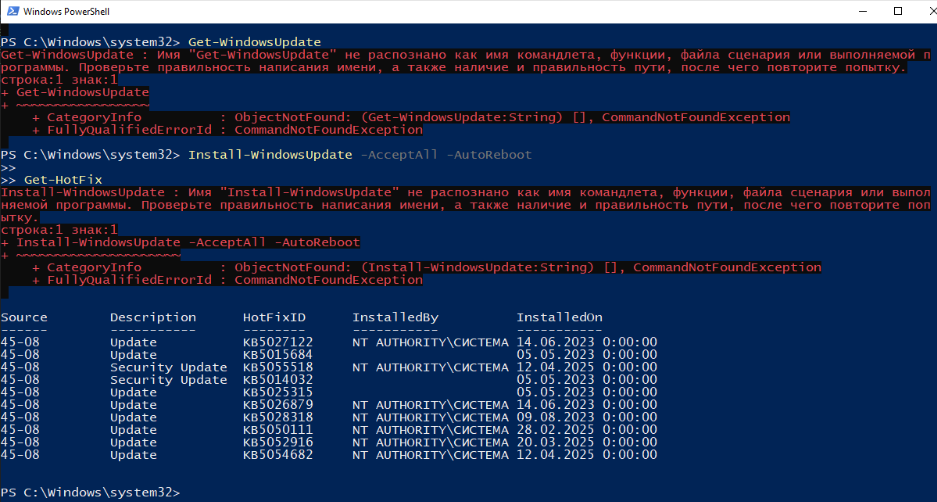 Windows PowerShell
PS C:\Windows\system32> Get-WindowsUpdate
Get-WindowsUpdate : Имя "Get-WindowsUpdate" не распознано как имя командлета, функции, файла сценария или выполняемой п
рограммы. Проверьте правильность написания имени, а также наличие и правильность пути, после чего повторите попытку.
строка:1 знак:1
+ Get-WindowsUpdate
+ ~~~~~~~~~~~~~~~~~
    + CategoryInfo          : ObjectNotFound: (Get-WindowsUpdate:String) [], CommandNotFoundException
    + FullyQualifiedErrorId : CommandNotFoundException
PS C:\Windows\system32> Install-WindowsUpdate -AcceptAll -AutoReboot
>>
>> Get-HotFix
Install-WindowsUpdate : Имя "Install-WindowsUpdate" не распознано как имя командлета, функции, файла сценария или выпол
няемой программы. Проверьте правильность написания имени, а также наличие и правильность пути, после чего повторите поп
ытку.
строка:1 знак:1
+ Install-WindowsUpdate -AcceptAll -AutoReboot
+ ~~~~~~~~~~~~~~~~~~~~~
    + CategoryInfo          : ObjectNotFound: (Install-WindowsUpdate:String) [], CommandNotFoundException
    + FullyQualifiedErrorId : CommandNotFoundException
Source        Description      HotFixID      InstalledBy          InstalledOn
------        -----------      --------      -----------          -----------
45-08         Update           KB5027122     NT AUTHORITY\СИСТЕМА 14.06.2023 0:00:00
45-08         Update           KB5015684                          05.05.2023 0:00:00
45-08         Security Update  KB5055518     NT AUTHORITY\СИСТЕМА 12.04.2025 0:00:00
45-08         Security Update  KB5014032                          05.05.2023 0:00:00
45-08         Update           KB5025315                          05.05.2023 0:00:00
45-08         Update           KB5026879     NT AUTHORITY\СИСТЕМА 14.06.2023 0:00:00
45-08         Update           KB5028318     NT AUTHORITY\СИСТЕМА 09.08.2023 0:00:00
45-08         Update           KB5050111     NT AUTHORITY\СИСТЕМА 28.02.2025 0:00:00
45-08         Update           KB5052916     NT AUTHORITY\СИСТЕМА 20.03.2025 0:00:00
45-08         Update           KB5054682     NT AUTHORITY\СИСТЕМА 12.04.2025 0:00:00
PS C:\Windows\system32>